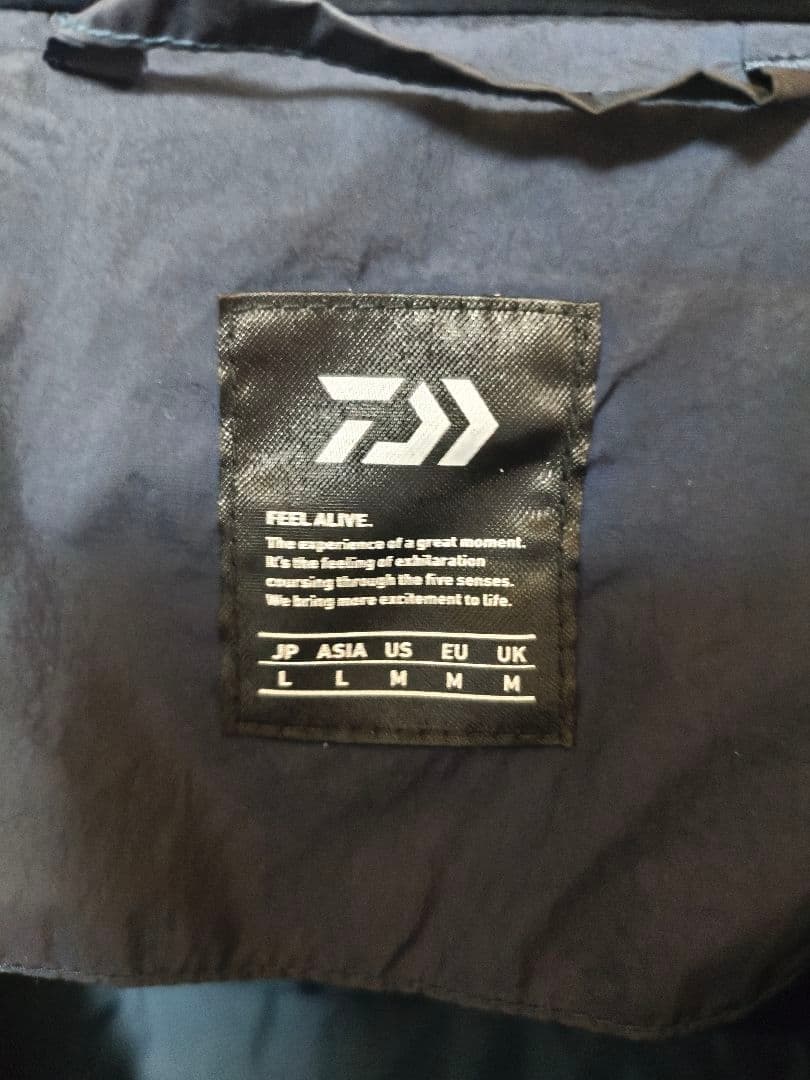 FEEL ALIVE.
The experience of a great moment.
It's the feeling of exhilaration
coursing through the five senses.
We bring more excitement to life.
JP ASIA US EU UK
L L M M M